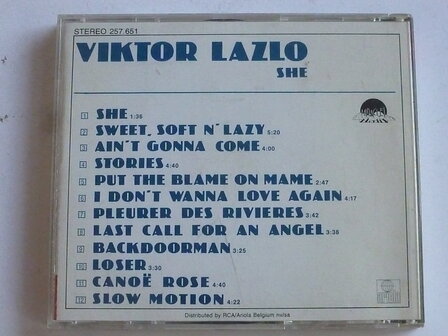 STEREO 257 651
VIKTOR LAZLO
SHE
1 SHE 1:36
2 SWEET, SOFT N' LAZY 5:20
3 AIN'T GONNA COME 4:00
4 STORIES 4:40
5 PUT THE BLAME ON MAME 2:47
6 I DON'T WANNA LOVE AGAIN 4:17
7 PLEURER DES RIVIERES 3:42
8 LAST CALL FOR AN ANGEL 3:38
9 BACKDOORMAN 3:25
10 LOSER 3:30
11 CANOË ROSE 4:40
12 SLOW MOTION 4:22
Distributed by RCA/Ariola Belgium nv/sa